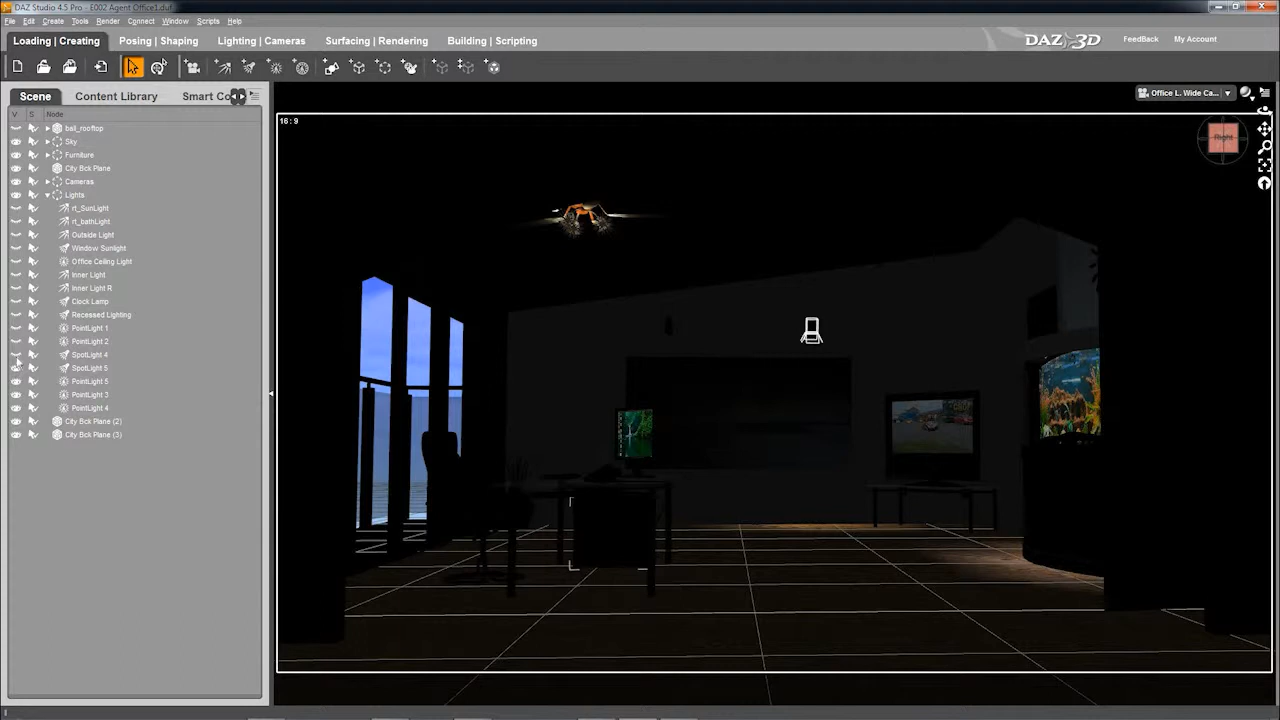 DAZ Studio 4.5 Pro - E002 Agent Office1.duf
File Edit Create Tools Render Connect Window Scripts Help
Loading | Creating Posing | Shaping Lighting | Cameras Surfacing | Rendering Building | Scripting
DAZ 3D FeedBack My Account
Scene Content Library Smart Co
Office L. Wide Ca...
V S Node
16:9
Right
ball_rooftop
Sky
Furniture
City Bck Plane
Cameras
Lights
rt_SunLight
rt_bathLight
Outside Light
Window Sunlight
Office Ceiling Light
Inner Light
Inner Light R
Clock Lamp
Recessed Lighting
PointLight 1
PointLight 2
SpotLight 4
SpotLight 5
PointLight 5
PointLight 3
PointLight 4
City Bck Plane (2)
City Bck Plane (3)